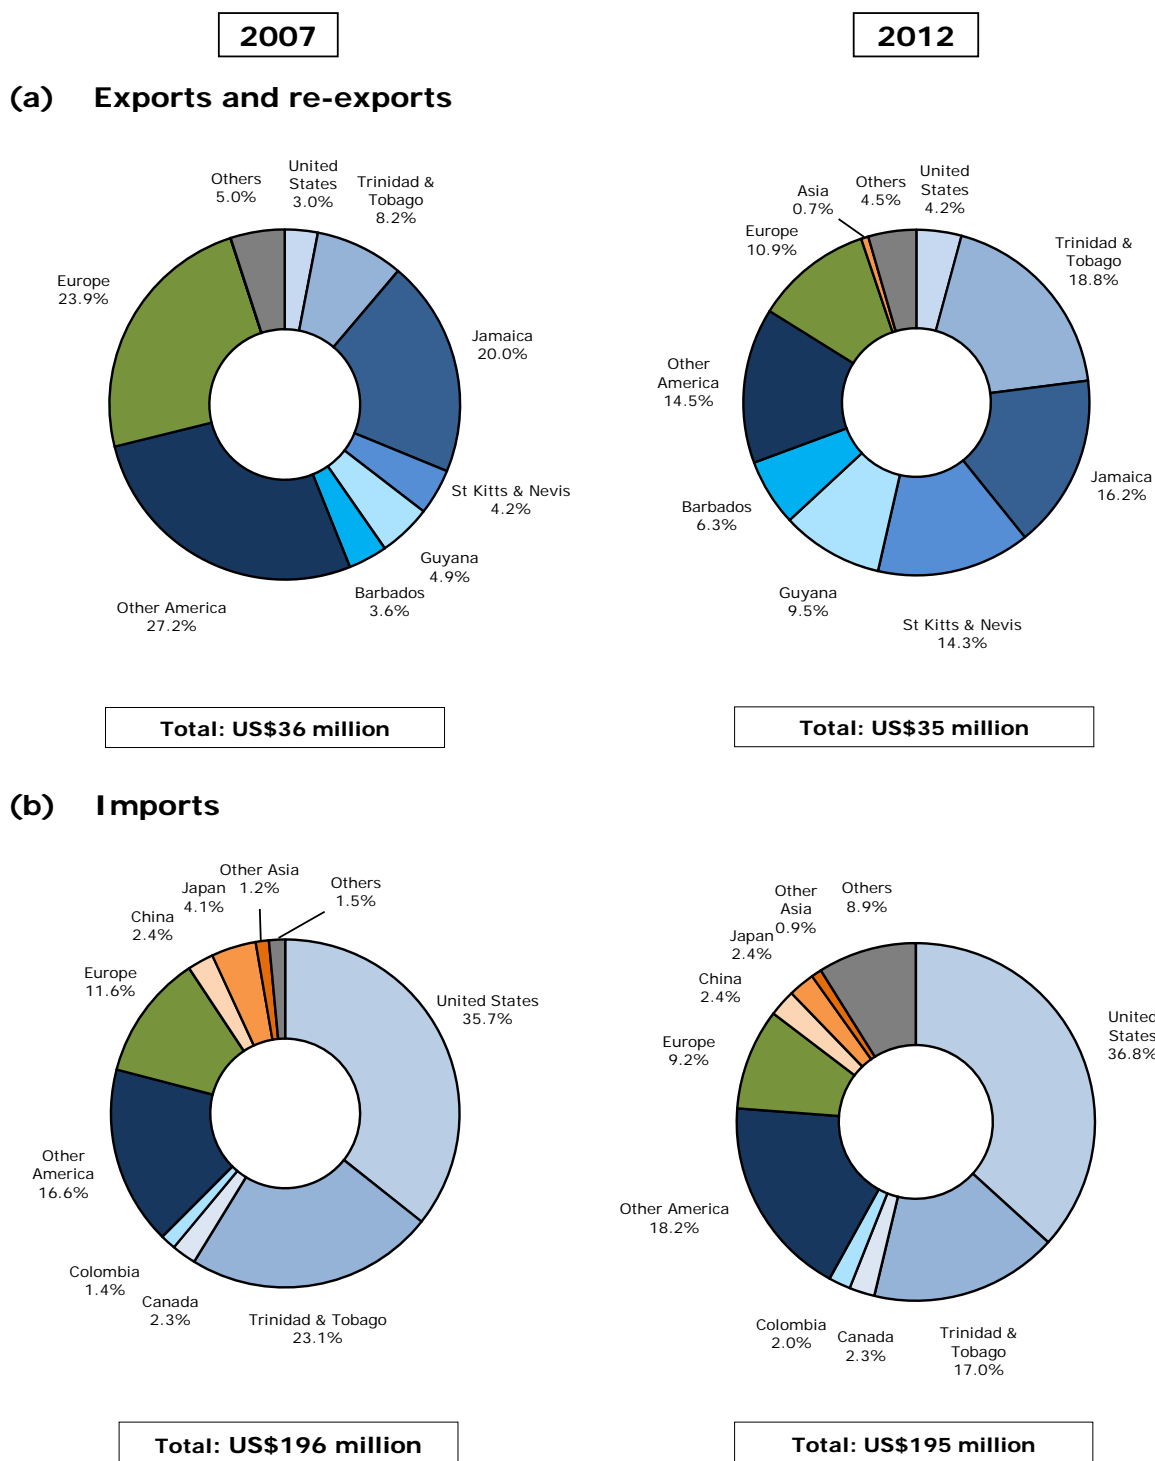 2007
2012
(a) Exports and re-exports
Others
5.0%
United
States
3.0%
Trinidad &
Tobago
8.2%
Jamaica
20.0%
St Kitts & Nevis
4.2%
Guyana
4.9%
Barbados
3.6%
Other America
27.2%
Europe
23.9%
Asia
0.7%
Others
4.5%
United
States
4.2%
Trinidad &
Tobago
18.8%
Jamaica
16.2%
St Kitts & Nevis
14.3%
Guyana
9.5%
Barbados
6.3%
Other
America
14.5%
Europe
10.9%
Total: US$36 million
Total: US$35 million
(b) Imports
Other Asia
1.2%
Others
1.5%
Japan
4.1%
China
2.4%
Europe
11.6%
United States
35.7%
Other
America
16.6%
Colombia
1.4%
Canada
2.3%
Trinidad & Tobago
23.1%
Other
Asia
0.9%
Others
8.9%
Japan
2.4%
China
2.4%
Europe
9.2%
United
States
36.8%
Other America
18.2%
Colombia
2.0%
Canada
2.3%
Trinidad &
Tobago
17.0%
Total: US$196 million
Total: US$195 million